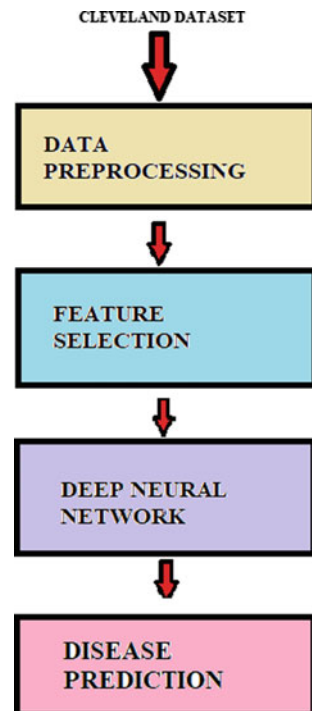 CLEVELAND DATASET
DATA
PREPROCESSING
FEATURE
SELECTION
DEEP NEURAL
NETWORK
DISEASE
PREDICTION